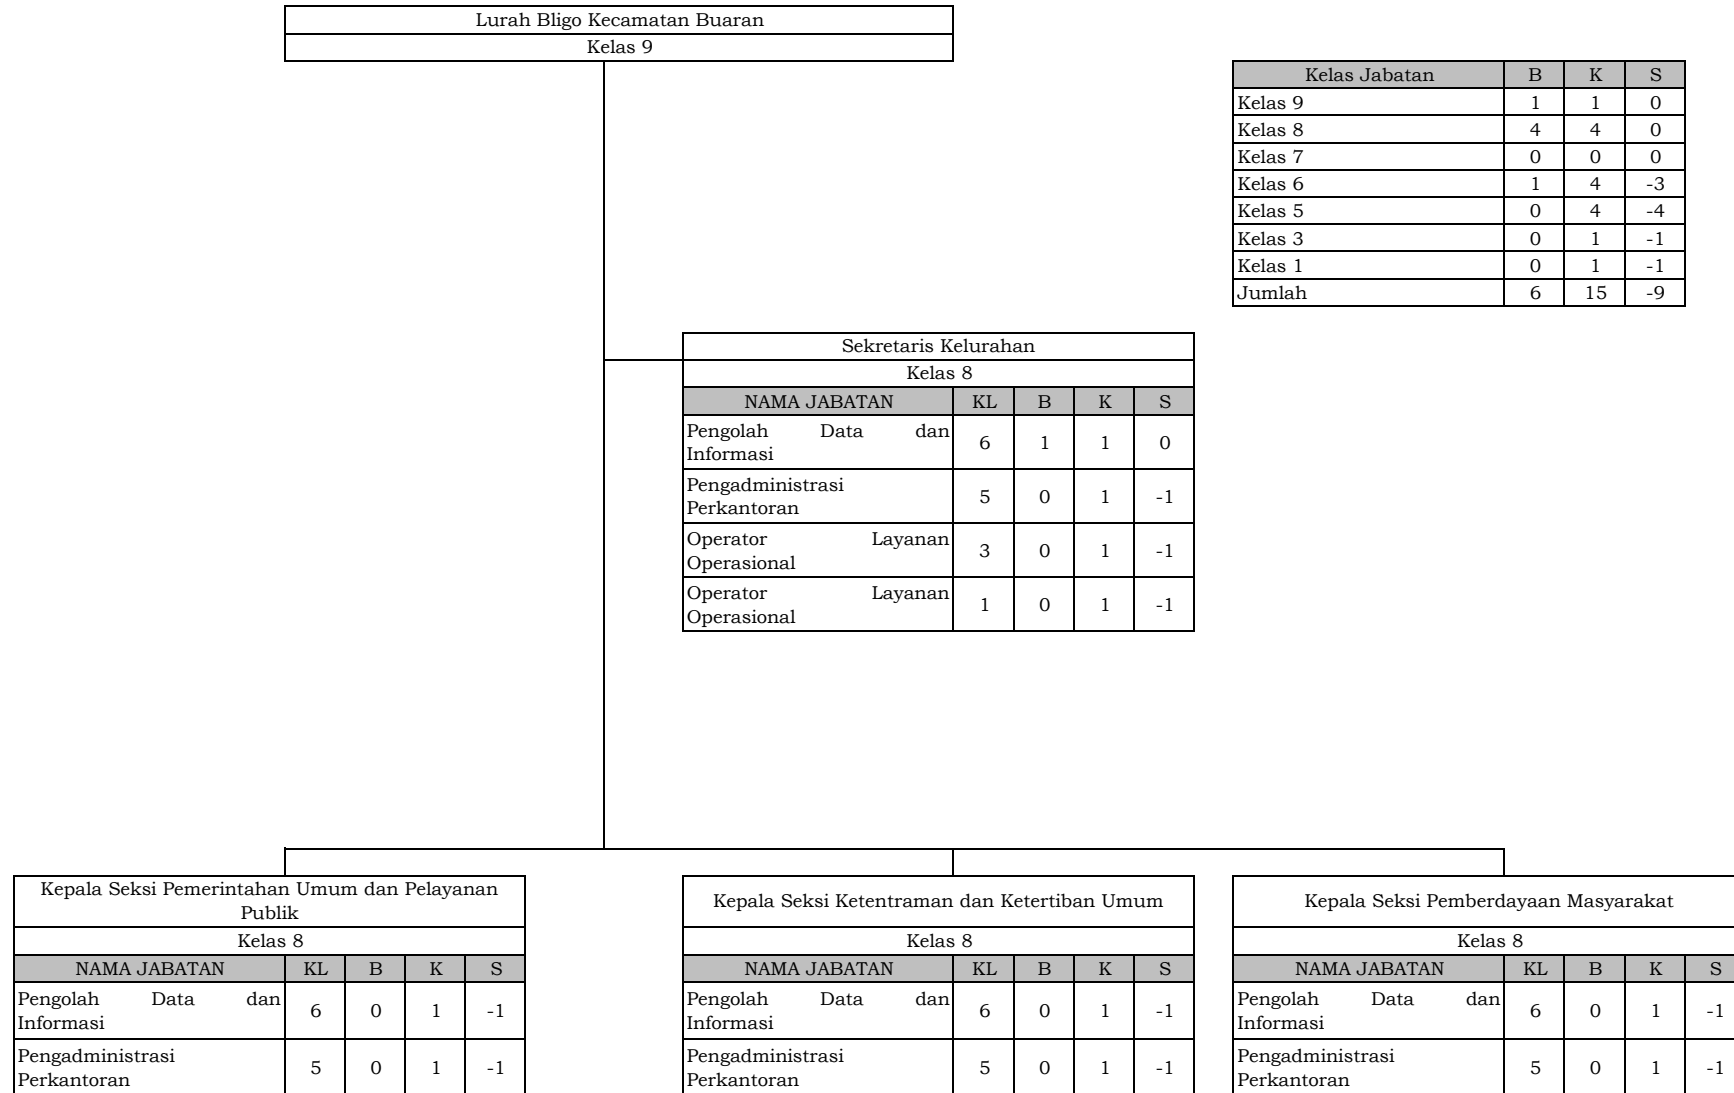 Lurah Bligo Kecamatan Buaran
Kelas 9
Kelas Jabatan B K S
Kelas 9 1 1 0
Kelas 8 4 4 0
Kelas 7 0 0 0
Kelas 6 1 4 -3
Kelas 5 0 4 -4
Kelas 3 0 1 -1
Kelas 1 0 1 -1
Jumlah 6 15 -9
Sekretaris Kelurahan
Kelas 8
NAMA JABATAN KL B K S
Pengolah Data dan
Informasi 6 1 1 0
Pengadministrasi
Perkantoran 5 0 1 -1
Operator Layanan
Operasional 3 0 1 -1
Operator Layanan
Operasional 1 0 1 -1
Kepala Seksi Pemerintahan Umum dan Pelayanan
Publik
Kelas 8
NAMA JABATAN KL B K S
Pengolah Data dan
Informasi 6 0 1 -1
Pengadministrasi
Perkantoran 5 0 1 -1
Kepala Seksi Ketentraman dan Ketertiban Umum
Kelas 8
NAMA JABATAN KL B K S
Pengolah Data dan
Informasi 6 0 1 -1
Pengadministrasi
Perkantoran 5 0 1 -1
Kepala Seksi Pemberdayaan Masyarakat
Kelas 8
NAMA JABATAN KL B K S
Pengolah Data dan
Informasi 6 0 1 -1
Pengadministrasi
Perkantoran 5 0 1 -1